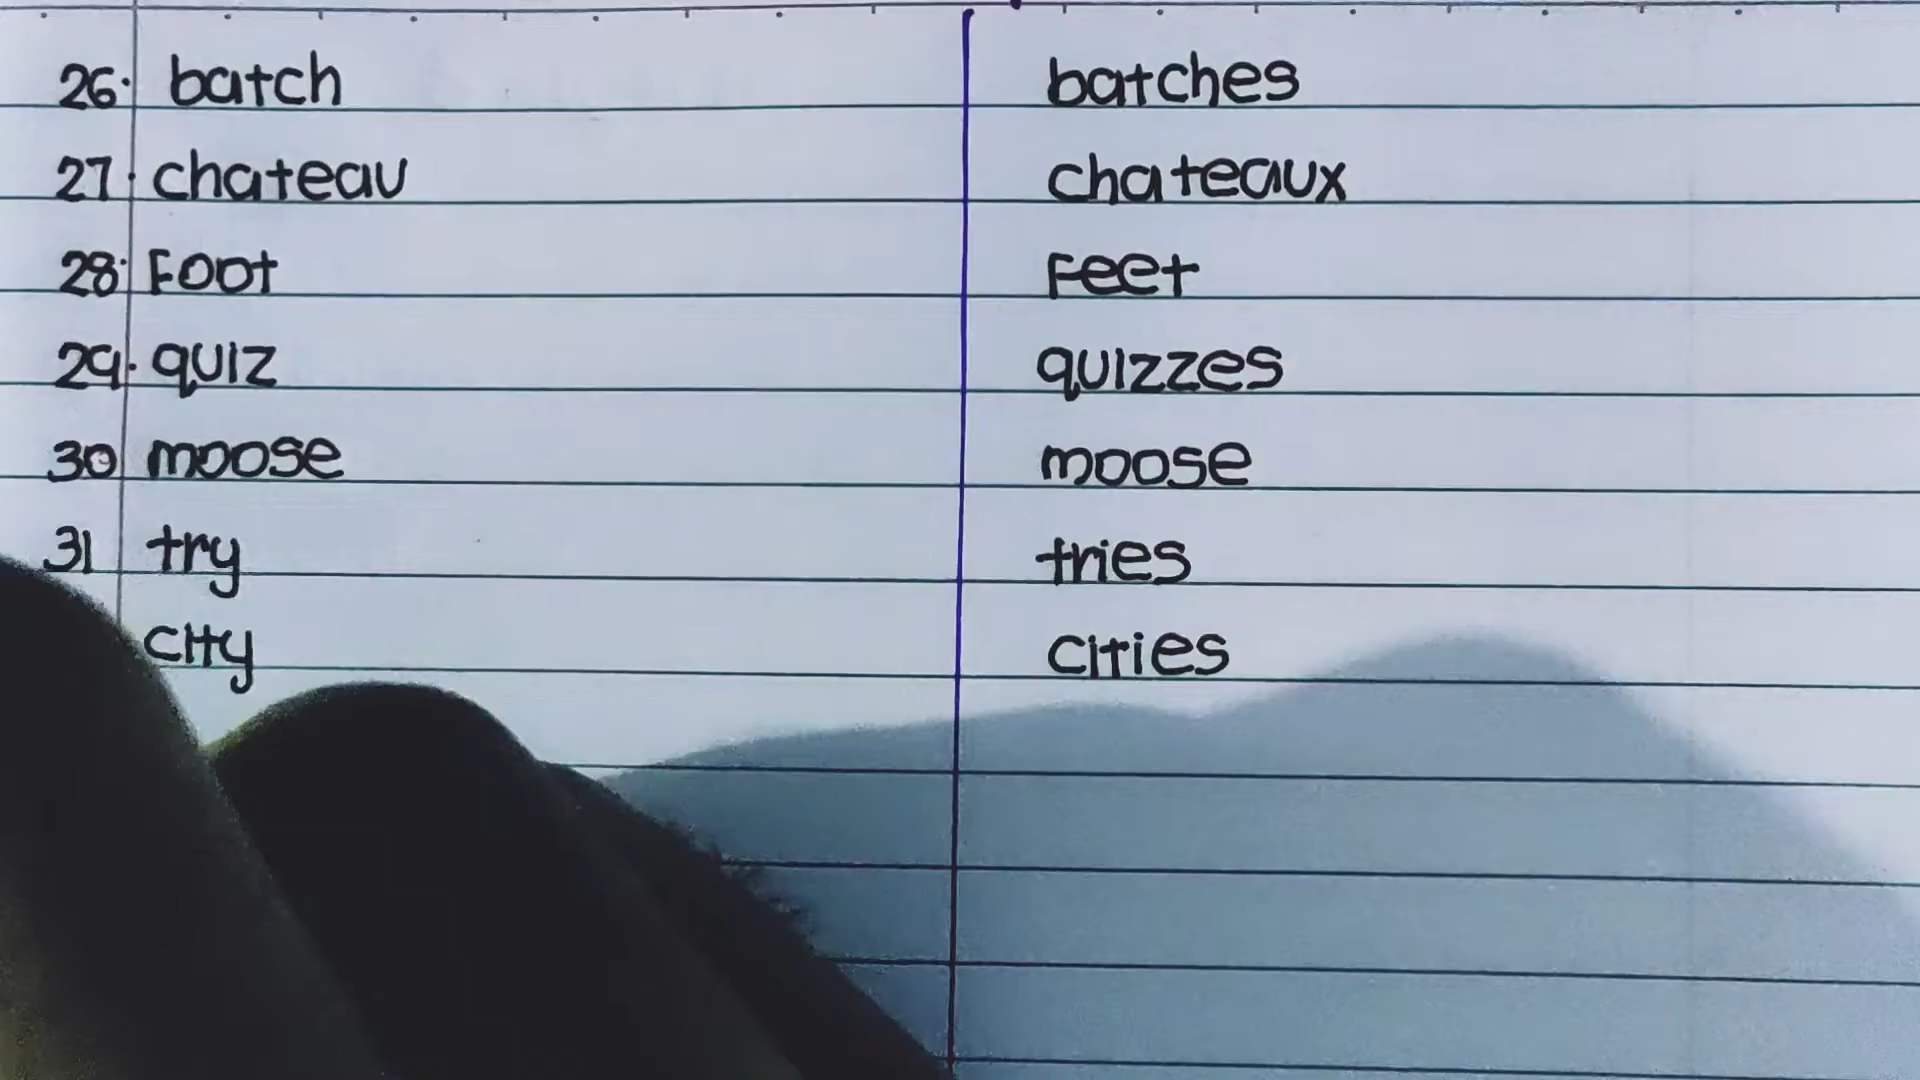 26. batch batches
27. chateau chateaux
28. Foot Feet
29. quiz quizzes
30 moose moose
31 try tries
city cities